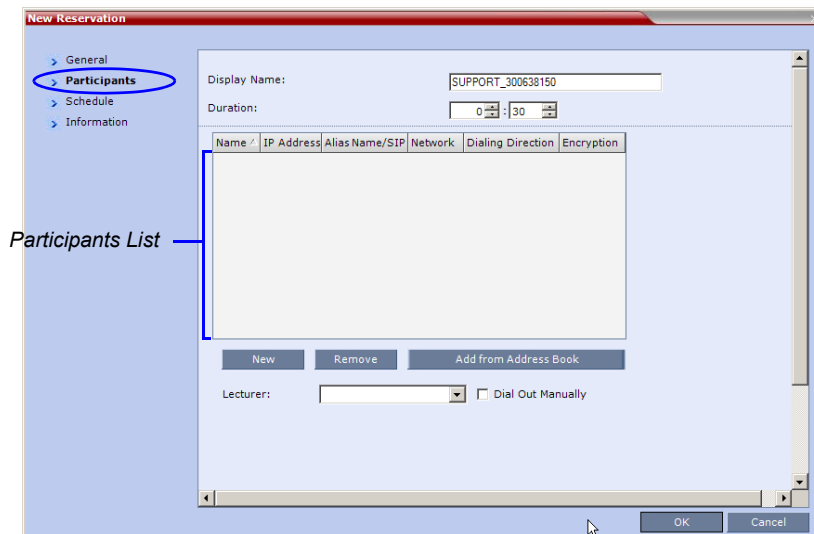 New Reservation
General
Participants
Schedule
Information
Display Name: SUPPORT_300638150
Duration: 0 : 30
Name IP Address Alias Name/SIP Network Dialing Direction Encryption
Participants List
New Remove Add from Address Book
Lecturer: Dial Out Manually
OK Cancel